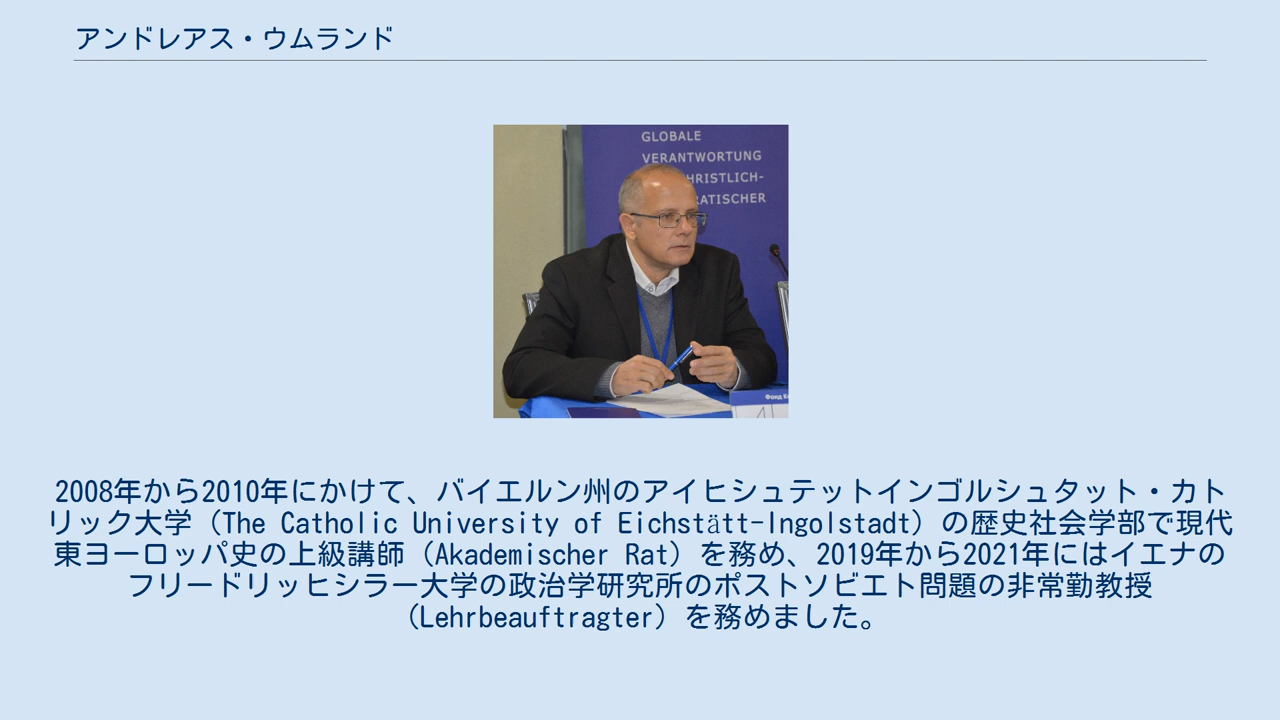 アンドレアス・ウムランド
GLOBALE
VERANTWORTUNG
HRISTLICH-
RATISCHER
Фонд
2008年から2010年にかけて、バイエルン州のアイヒシュテットインゴルシュタット・カト
リック大学（The Catholic University of Eichstätt-Ingolstadt）の歴史社会学部で現代
東ヨーロッパ史の上級講師（Akademischer Rat）を務め、2019年から2021年にはイエナの
フリードリッヒシラー大学の政治学研究所のポストソビエト問題の非常勤教授
（Lehrbeauftragter）を務めました。